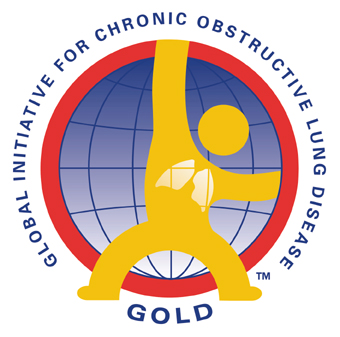 GLOBAL INITIATIVE FOR CHRONIC OBSTRUCTIVE LUNG DISEASE
TM
GOLD